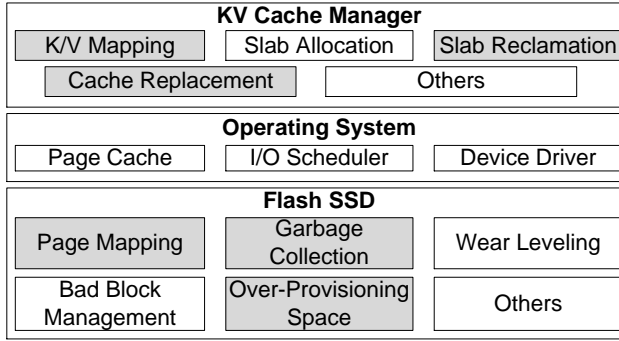 KV Cache Manager
K/V Mapping Slab Allocation Slab Reclamation
Cache Replacement Others
Operating System
Page Cache I/O Scheduler Device Driver
Flash SSD
Page Mapping
Garbage
Collection
Wear Leveling
Bad Block
Management
Over-Provisioning
Space
Others